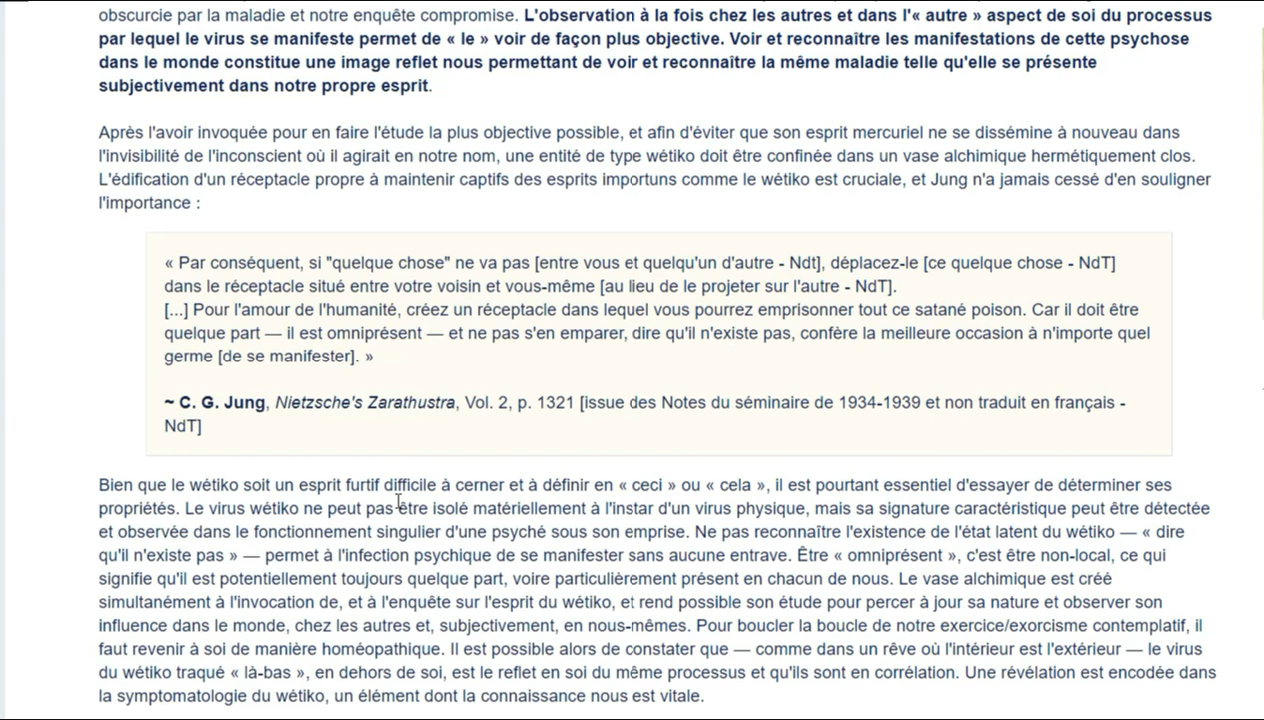 obscurcie par la maladie et notre enquête compromise. L'observation à la fois chez les autres et dans l'« autre » aspect de soi du processus
par lequel le virus se manifeste permet de « le » voir de façon plus objective. Voir et reconnaître les manifestations de cette psychose
dans le monde constitue une image reflet nous permettant de voir et reconnaître la même maladie telle qu'elle se présente
subjectivement dans notre propre esprit.
Après l'avoir invoquée pour en faire l'étude la plus objective possible, et afin d'éviter que son esprit mercuriel ne se dissémine à nouveau dans
l'invisibilité de l'inconscient où il agirait en notre nom, une entité de type wétiko doit être confinée dans un vase alchimique hermétiquement clos.
L'édification d'un réceptacle propre à maintenir captifs des esprits importuns comme le wétiko est cruciale, et Jung n'a jamais cessé d'en souligner
l'importance :
« Par conséquent, si "quelque chose" ne va pas [entre vous et quelqu'un d'autre - Ndt], déplacez-le [ce quelque chose - NdT]
dans le réceptacle situé entre votre voisin et vous-même [au lieu de le projeter sur l'autre - NdT].
[...] Pour l'amour de l'humanité, créez un réceptacle dans lequel vous pourrez emprisonner tout ce satané poison. Car il doit être
quelque part — il est omniprésent — et ne pas s'en emparer, dire qu'il n'existe pas, confère la meilleure occasion à n'importe quel
germe [de se manifester]. »
~ C. G. Jung, Nietzsche's Zarathustra, Vol. 2, p. 1321 [issue des Notes du séminaire de 1934-1939 et non traduit en français -
NdT]
Bien que le wétiko soit un esprit furtif difficile à cerner et à définir en « ceci » ou « cela », il est pourtant essentiel d'essayer de déterminer ses
propriétés. Le virus wétiko ne peut pas être isolé matériellement à l'instar d'un virus physique, mais sa signature caractéristique peut être détectée
et observée dans le fonctionnement singulier d'une psyché sous son emprise. Ne pas reconnaître l'existence de l'état latent du wétiko — « dire
qu'il n'existe pas » — permet à l'infection psychique de se manifester sans aucune entrave. Être « omniprésent », c'est être non-local, ce qui
signifie qu'il est potentiellement toujours quelque part, voire particulièrement présent en chacun de nous. Le vase alchimique est créé
simultanément à l'invocation de, et à l'enquête sur l'esprit du wétiko, et rend possible son étude pour percer à jour sa nature et observer son
influence dans le monde, chez les autres et, subjectivement, en nous-mêmes. Pour boucler la boucle de notre exercice/exorcisme contemplatif, il
faut revenir à soi de manière homéopathique. Il est possible alors de constater que — comme dans un rêve où l'intérieur est l'extérieur — le virus
du wétiko traqué « là-bas », en dehors de soi, est le reflet en soi du même processus et qu'ils sont en corrélation. Une révélation est encodée dans
la symptomatologie du wétiko, un élément dont la connaissance nous est vitale.